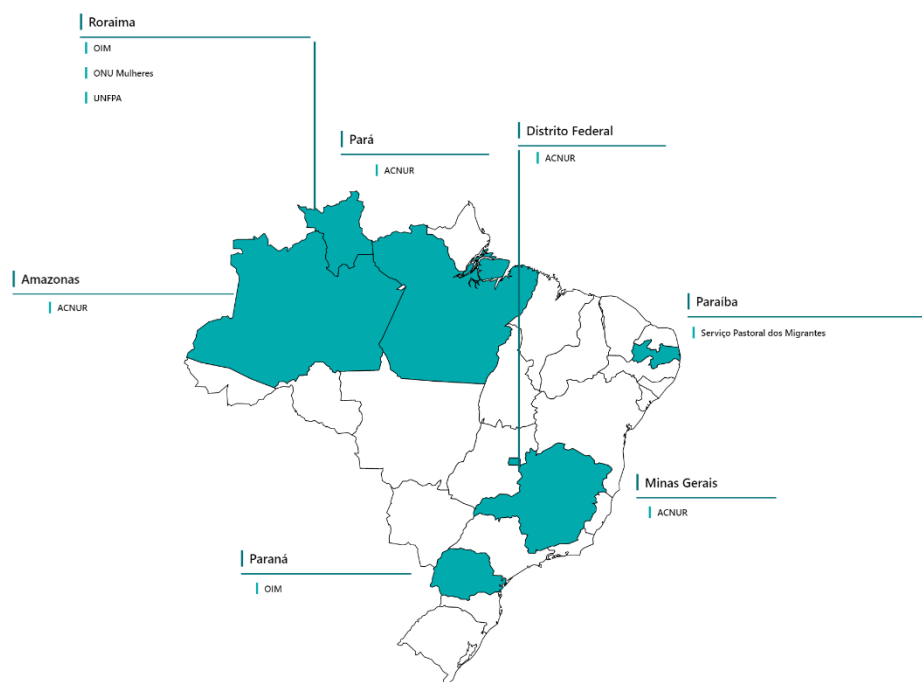 Roraima
OIM
ONU Mulheres
UNFPA
Pará
ACNUR
Distrito Federal
ACNUR
Amazonas
ACNUR
Paraíba
Serviço Pastoral dos Migrantes
Minas Gerais
ACNUR
Paraná
OIM